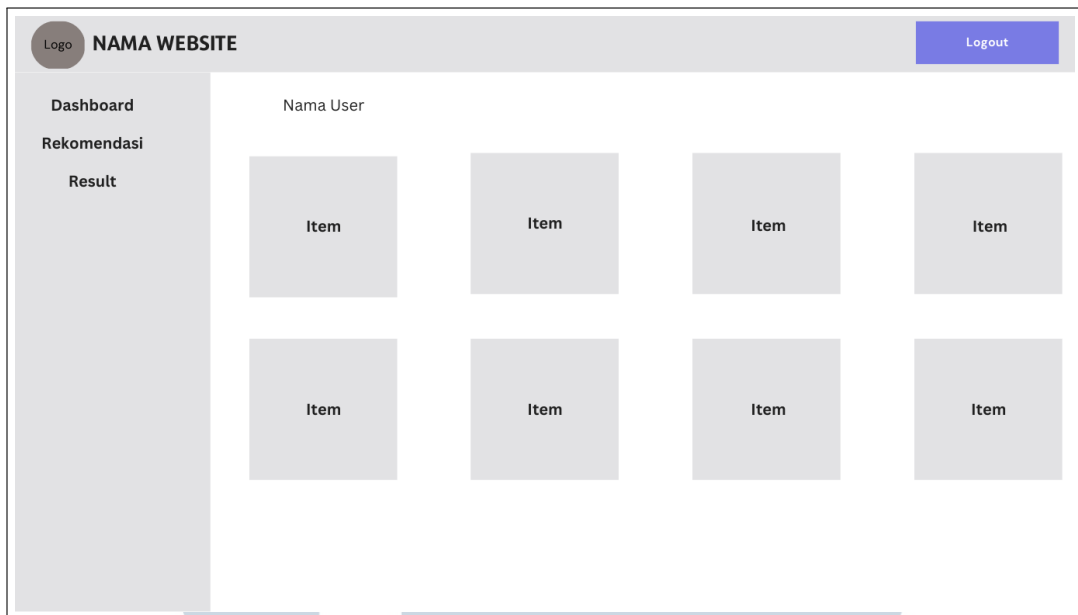 Logo NAMA WEBSITE
Logout
Dashboard
Rekomendasi
Result
Nama User
Item Item Item Item
Item Item Item Item